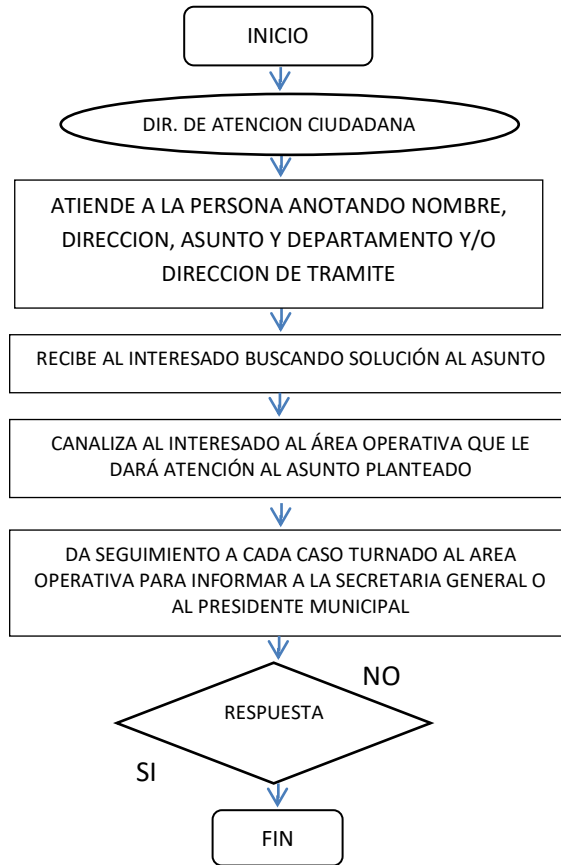 INICIO
DIR. DE ATENCION CIUDADANA
ATIENDE A LA PERSONA ANOTANDO NOMBRE,
DIRECCION, ASUNTO Y DEPARTAMENTO Y/O
DIRECCION DE TRAMITE
RECIBE AL INTERESADO BUSCANDO SOLUCIÓN AL ASUNTO
CANALIZA AL INTERESADO AL ÁREA OPERATIVA QUE LE
DARÁ ATENCIÓN AL ASUNTO PLANTEADO
DA SEGUIMIENTO A CADA CASO TURNADO AL AREA
OPERATIVA PARA INFORMAR A LA SECRETARIA GENERAL O
AL PRESIDENTE MUNICIPAL
NO
RESPUESTA
SI
FIN